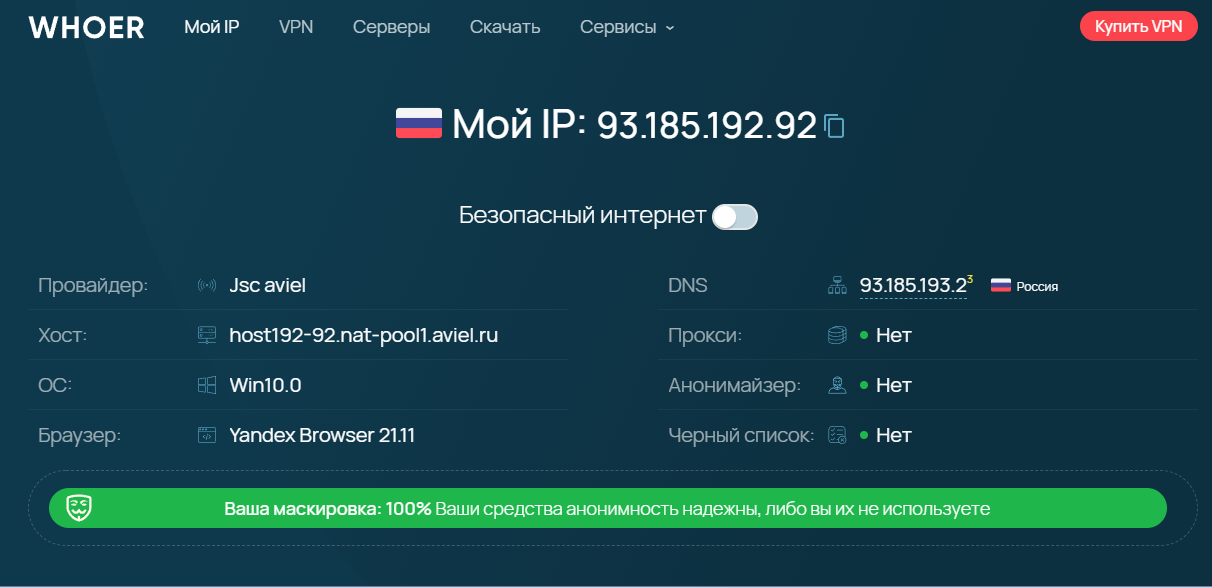 WHOER Мой IP VPN Серверы Скачать Сервисы Купить VPN
Мой IP: 93.185.192.92
Безопасный интернет
Провайдер: Jsc aviel DNS 93.185.193.2³ Россия
Хост: host192-92.nat-pool1.aviel.ru Прокси: Нет
ОС: Win10.0 Анонимайзер: Нет
Браузер: Yandex Browser 21.11 Черный список: Нет
Ваша маскировка: 100% Ваши средства анонимность надежны, либо вы их не используете